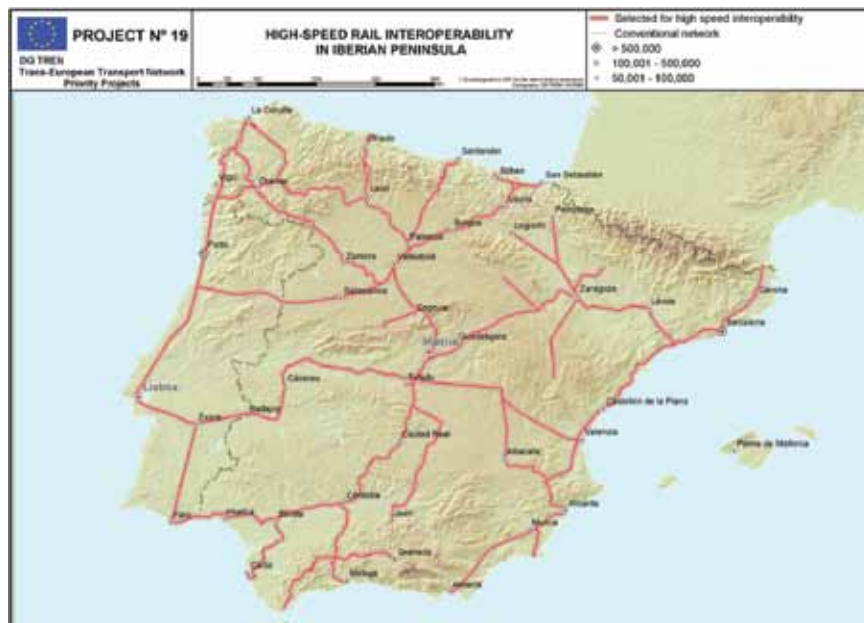 PROJECT Nº 19
DG TREN
Trans-European Transport Network
Priority Projects
HIGH-SPEED RAIL INTEROPERABILITY
IN IBERIAN PENINSULA
Selected for high speed interoperability
Conventional network
> 500,000
100,001 - 500,000
50,001 - 100,000
La Coruña
Oviedo
Santander
Bilbao
San Sebastián
Vigo
Orense
León
Vitoria
Pamplona
Burgos
Logroño
Palencia
Porto
Zamora
Valladolid
Salamanca
Zaragoza
Lérida
Gerona
Segovia
Barcelona
Madrid
Guadalajara
Cáceres
Toledo
Lisboa
Castellón de la Plana
Évora
Badajoz
Ciudad Real
Valencia
Palma de Mallorca
Albacete
Córdoba
Alicante
Faro
Huelva
Sevilla
Jaén
Murcia
Granada
Cádiz
Málaga
Almería